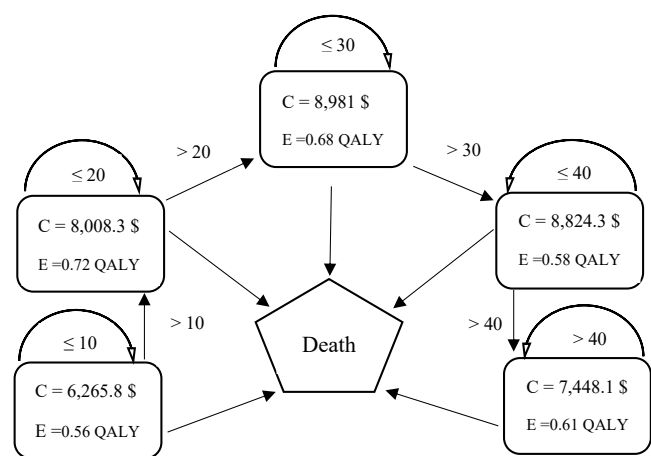 ≤ 30
C = 8,981 $
E =0.68 QALY
> 20
> 30
≤ 20
C = 8,008.3 $
E =0.72 QALY
≤ 40
C = 8,824.3 $
E =0.58 QALY
> 10
> 40
Death
≤ 10
C = 6,265.8 $
E =0.56 QALY
> 40
C = 7,448.1 $
E =0.61 QALY